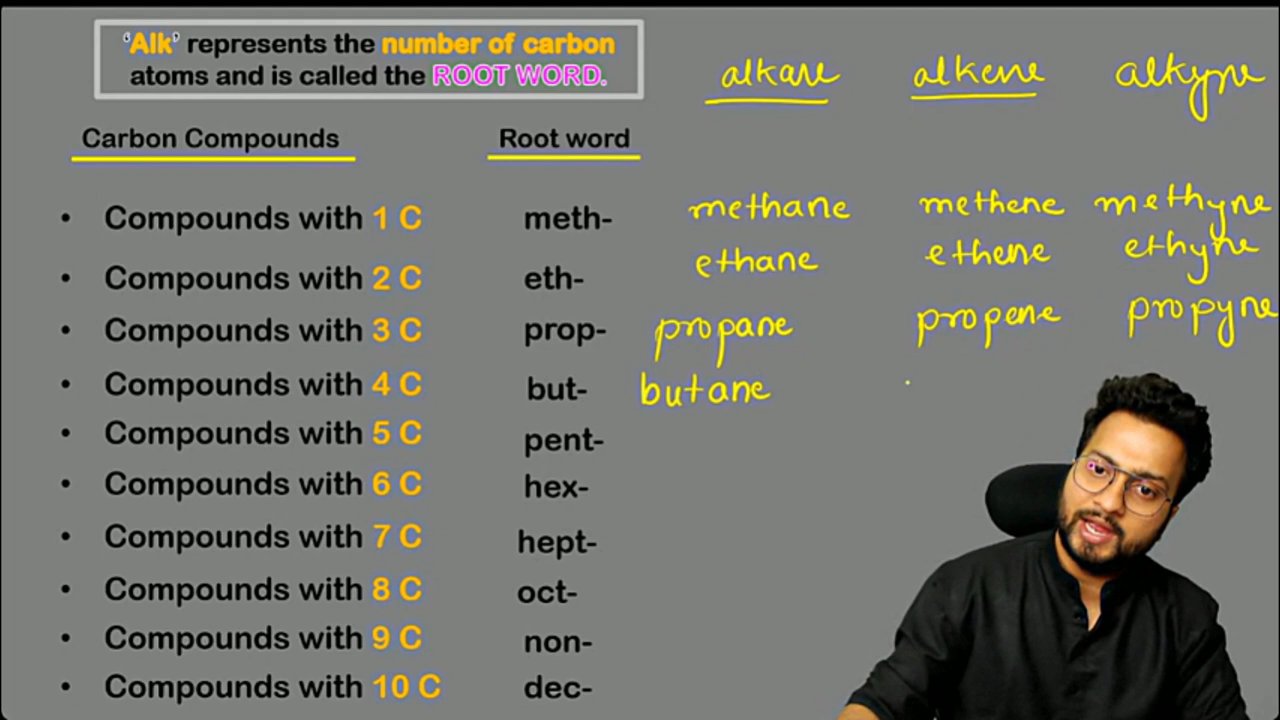 ‘Alk’ represents the number of carbon
atoms and is called the ROOT WORD.
alkane alkene alkyne
Carbon Compounds Root word
• Compounds with 1 C meth- methane methene methyne
• Compounds with 2 C eth- ethane ethene ethyne
• Compounds with 3 C prop- propane propene propyne
• Compounds with 4 C but- butane
• Compounds with 5 C pent-
• Compounds with 6 C hex-
• Compounds with 7 C hept-
• Compounds with 8 C oct-
• Compounds with 9 C non-
• Compounds with 10 C dec-